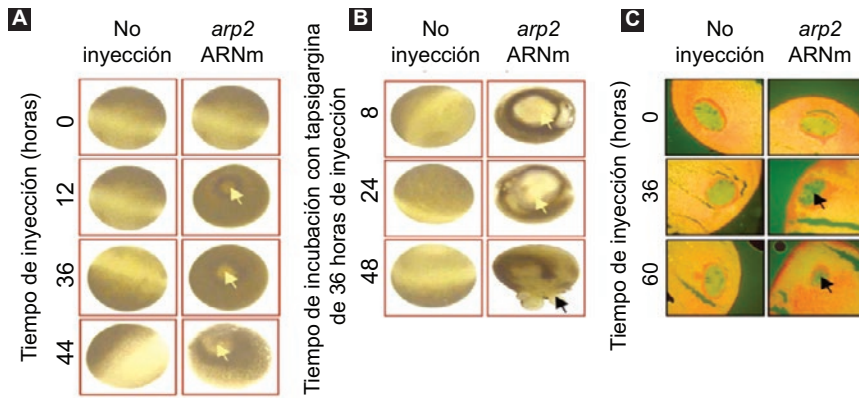 A
No inyección
arp2 ARNm
Tiempo de inyección (horas)
0
12
36
44
B
No inyección
arp2 ARNm
Tiempo de incubación con tapsigargina
de 36 horas de inyección
8
24
48
C
No inyección
arp2 ARNm
Tiempo de inyección (horas)
0
36
60